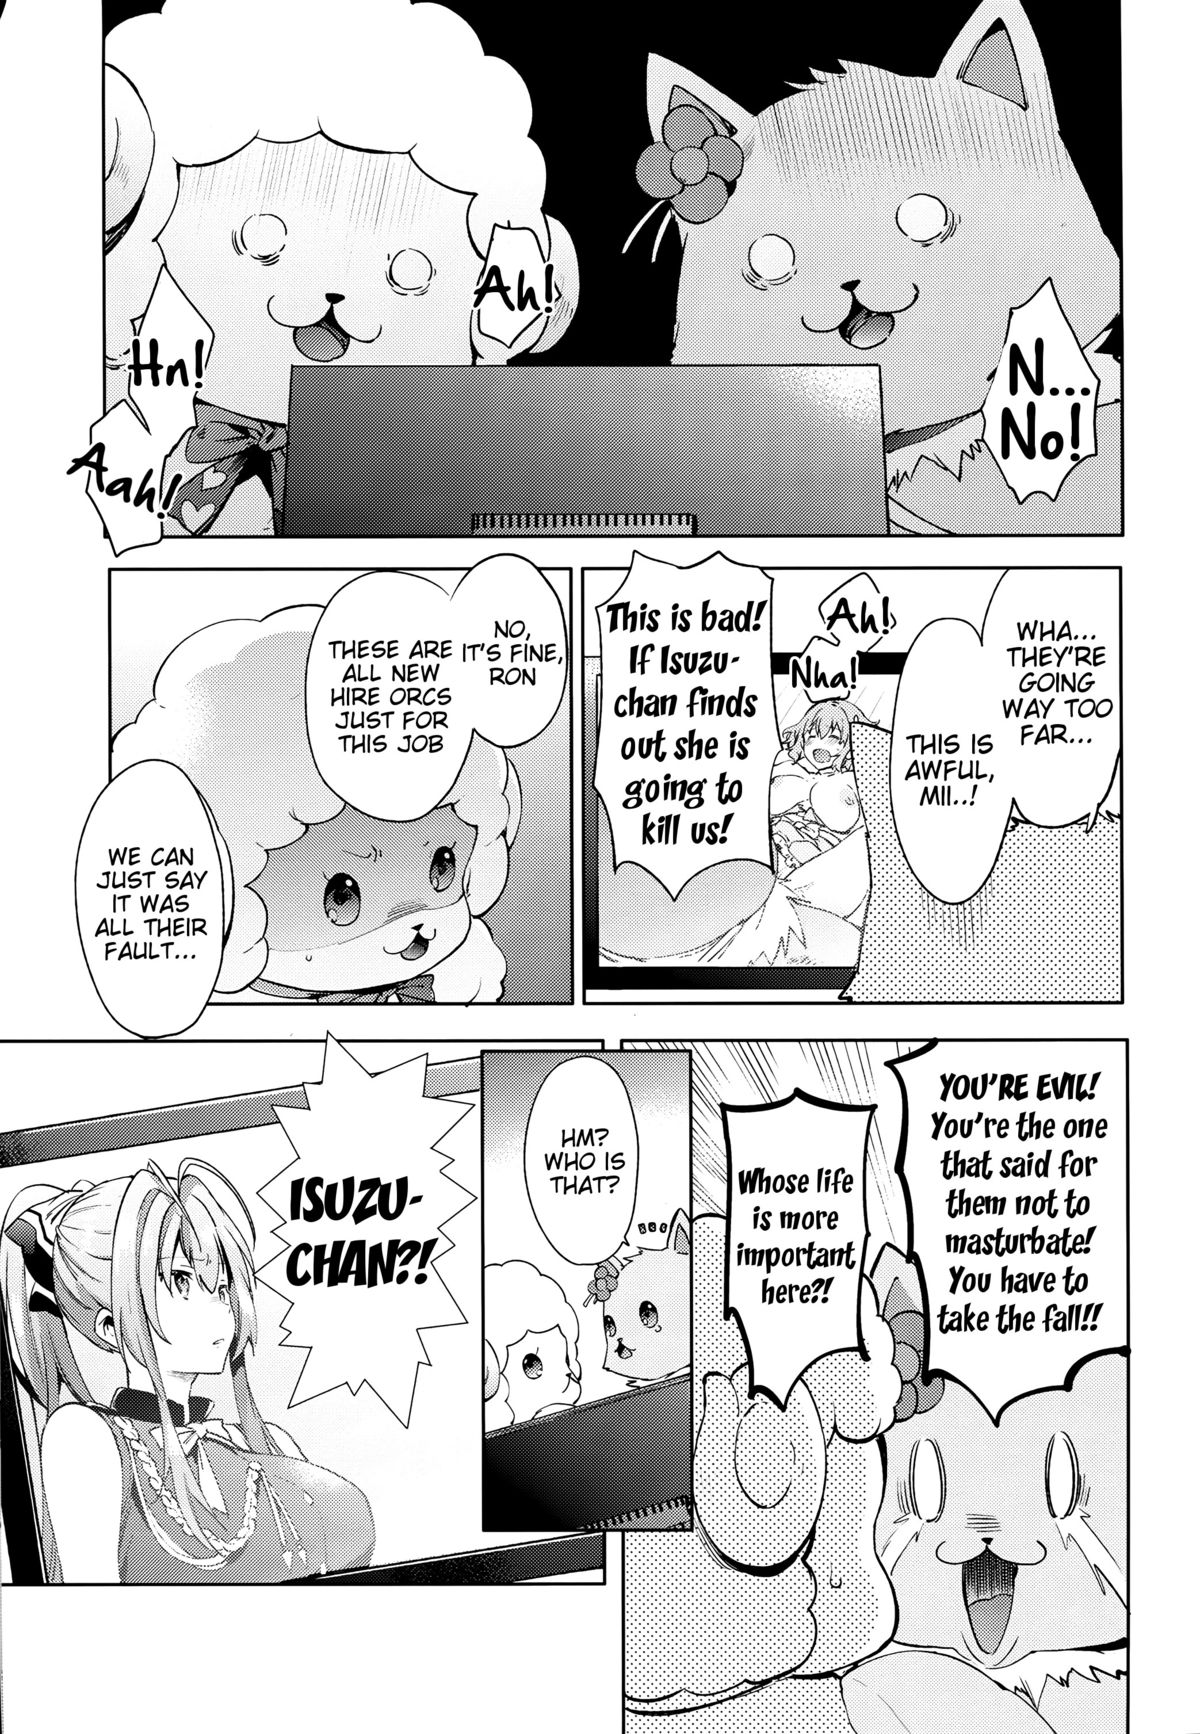 N...
No!
Ah!
Hn!
Aah!
WHA...
THEY'RE
GOING
WAY TOO
FAR...
THIS IS
AWFUL,
MII..!
Ah!
Nha!
This is bad!
If Isuzu-
chan finds
out she is
going to
kill us!
NO,
IT'S FINE,
RON
THESE ARE
ALL NEW
HIRE ORCS
JUST FOR
THIS JOB
WE CAN
JUST SAY
IT WAS
ALL THEIR
FAULT...
YOU'RE EVIL!
You're the one
that said for
them not to
masturbate!
You have to
take the fall!!
Whose life
is more
important
here?!
HM?
WHO IS
THAT?
ISUZU-
CHAN?!